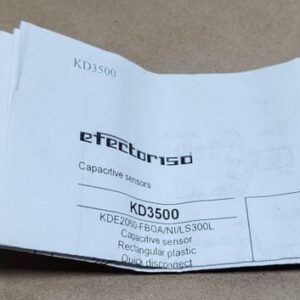 KD3500
efector150
Capacitive sensors
KD3500
KDE2060-FBOA/NI/LS300L
Capacitive sensor
Rectangular plastic
Quick disconnect